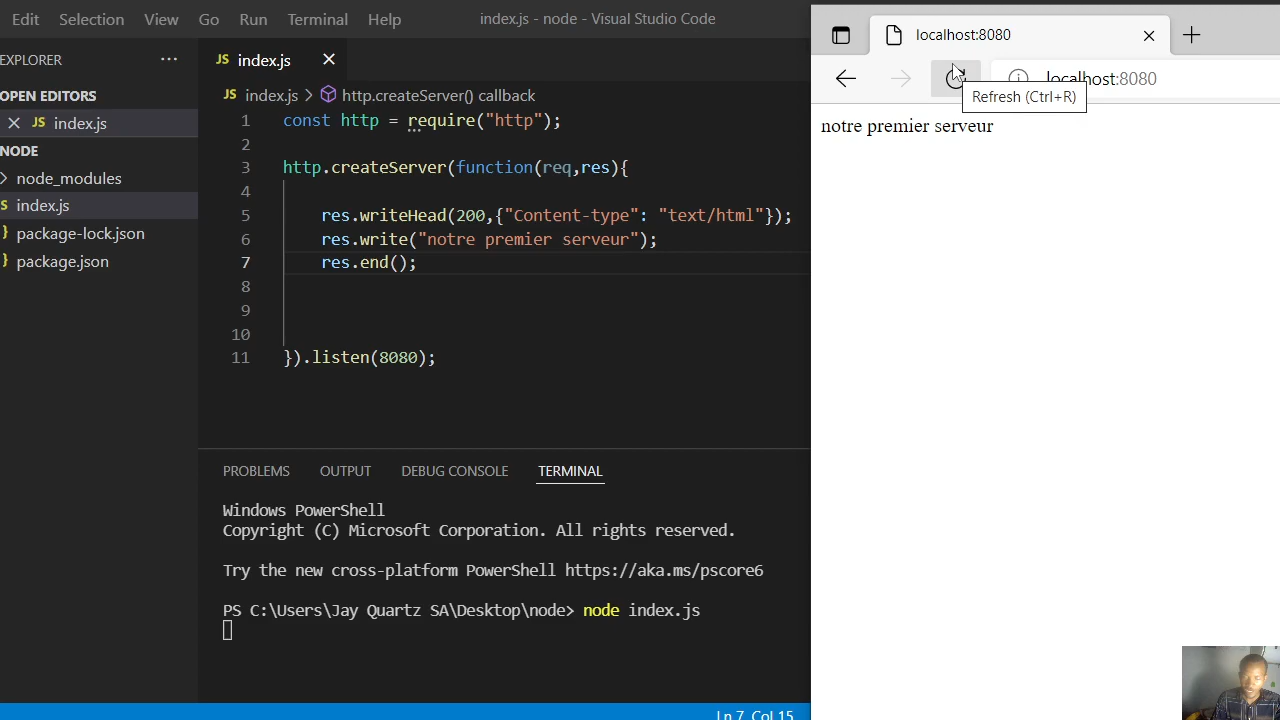 Edit Selection View Go Run Terminal Help index.js - node - Visual Studio Code
EXPLORER ···
OPEN EDITORS
JS index.js
NODE
node_modules
S index.js
} package-lock.json
} package.json
JS index.js
JS index.js > http.createServer() callback
1 const http = require("http");
2
3 http.createServer(function(req,res){
4
5 res.writeHead(200,{"Content-type": "text/html"});
6 res.write("notre premier serveur");
7 res.end();
8
9
10
11 }).listen(8080);
PROBLEMS OUTPUT DEBUG CONSOLE TERMINAL
Windows PowerShell
Copyright (C) Microsoft Corporation. All rights reserved.
Try the new cross-platform PowerShell https://aka.ms/pscore6
PS C:\Users\Jay Quartz SA\Desktop\node> node index.js
Ln 7, Col 15
localhost:8080
localhost:8080
Refresh (Ctrl+R)
notre premier serveur